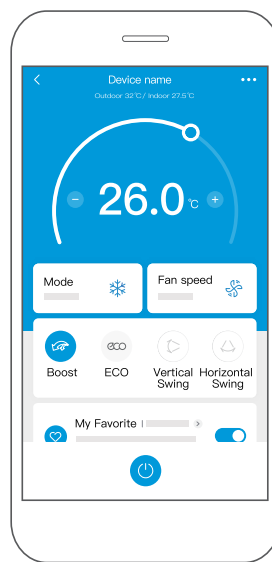 Device name
Outdoor 32℃/ Indoor 27.5℃
26.0℃
Mode
Fan speed
eco
Boost
ECO
Vertical
Swing
Horizontal
Swing
My Favorite